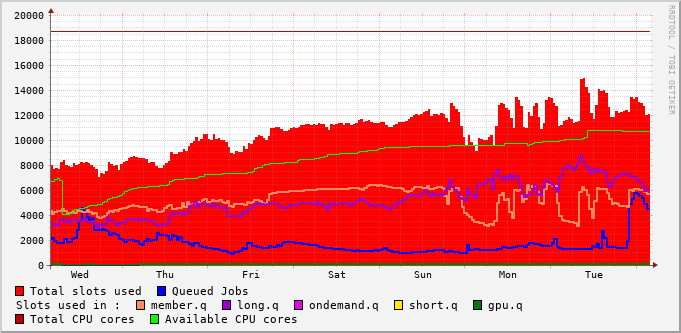 20000
18000
16000
14000
12000
10000
8000
6000
4000
2000
0
Wed Thu Fri Sat Sun Mon Tue
RRDTOOL / TOBI OETIKER
Total slots used Queued Jobs
Slots used in : member.q long.q ondemand.q short.q gpu.q
Total CPU cores Available CPU cores